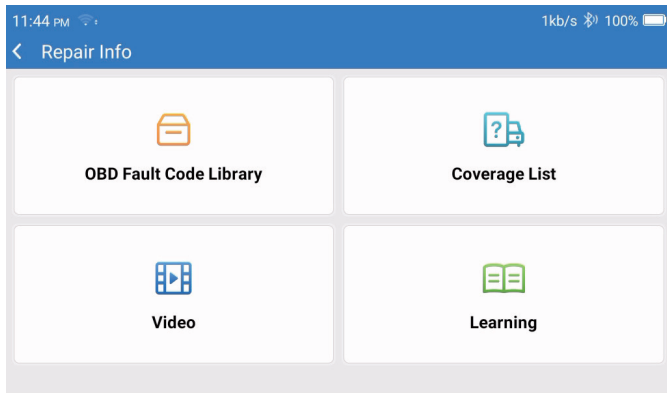 11:44 PM 1kb/s 100%
Repair Info
OBD Fault Code Library
Coverage List
Video
Learning